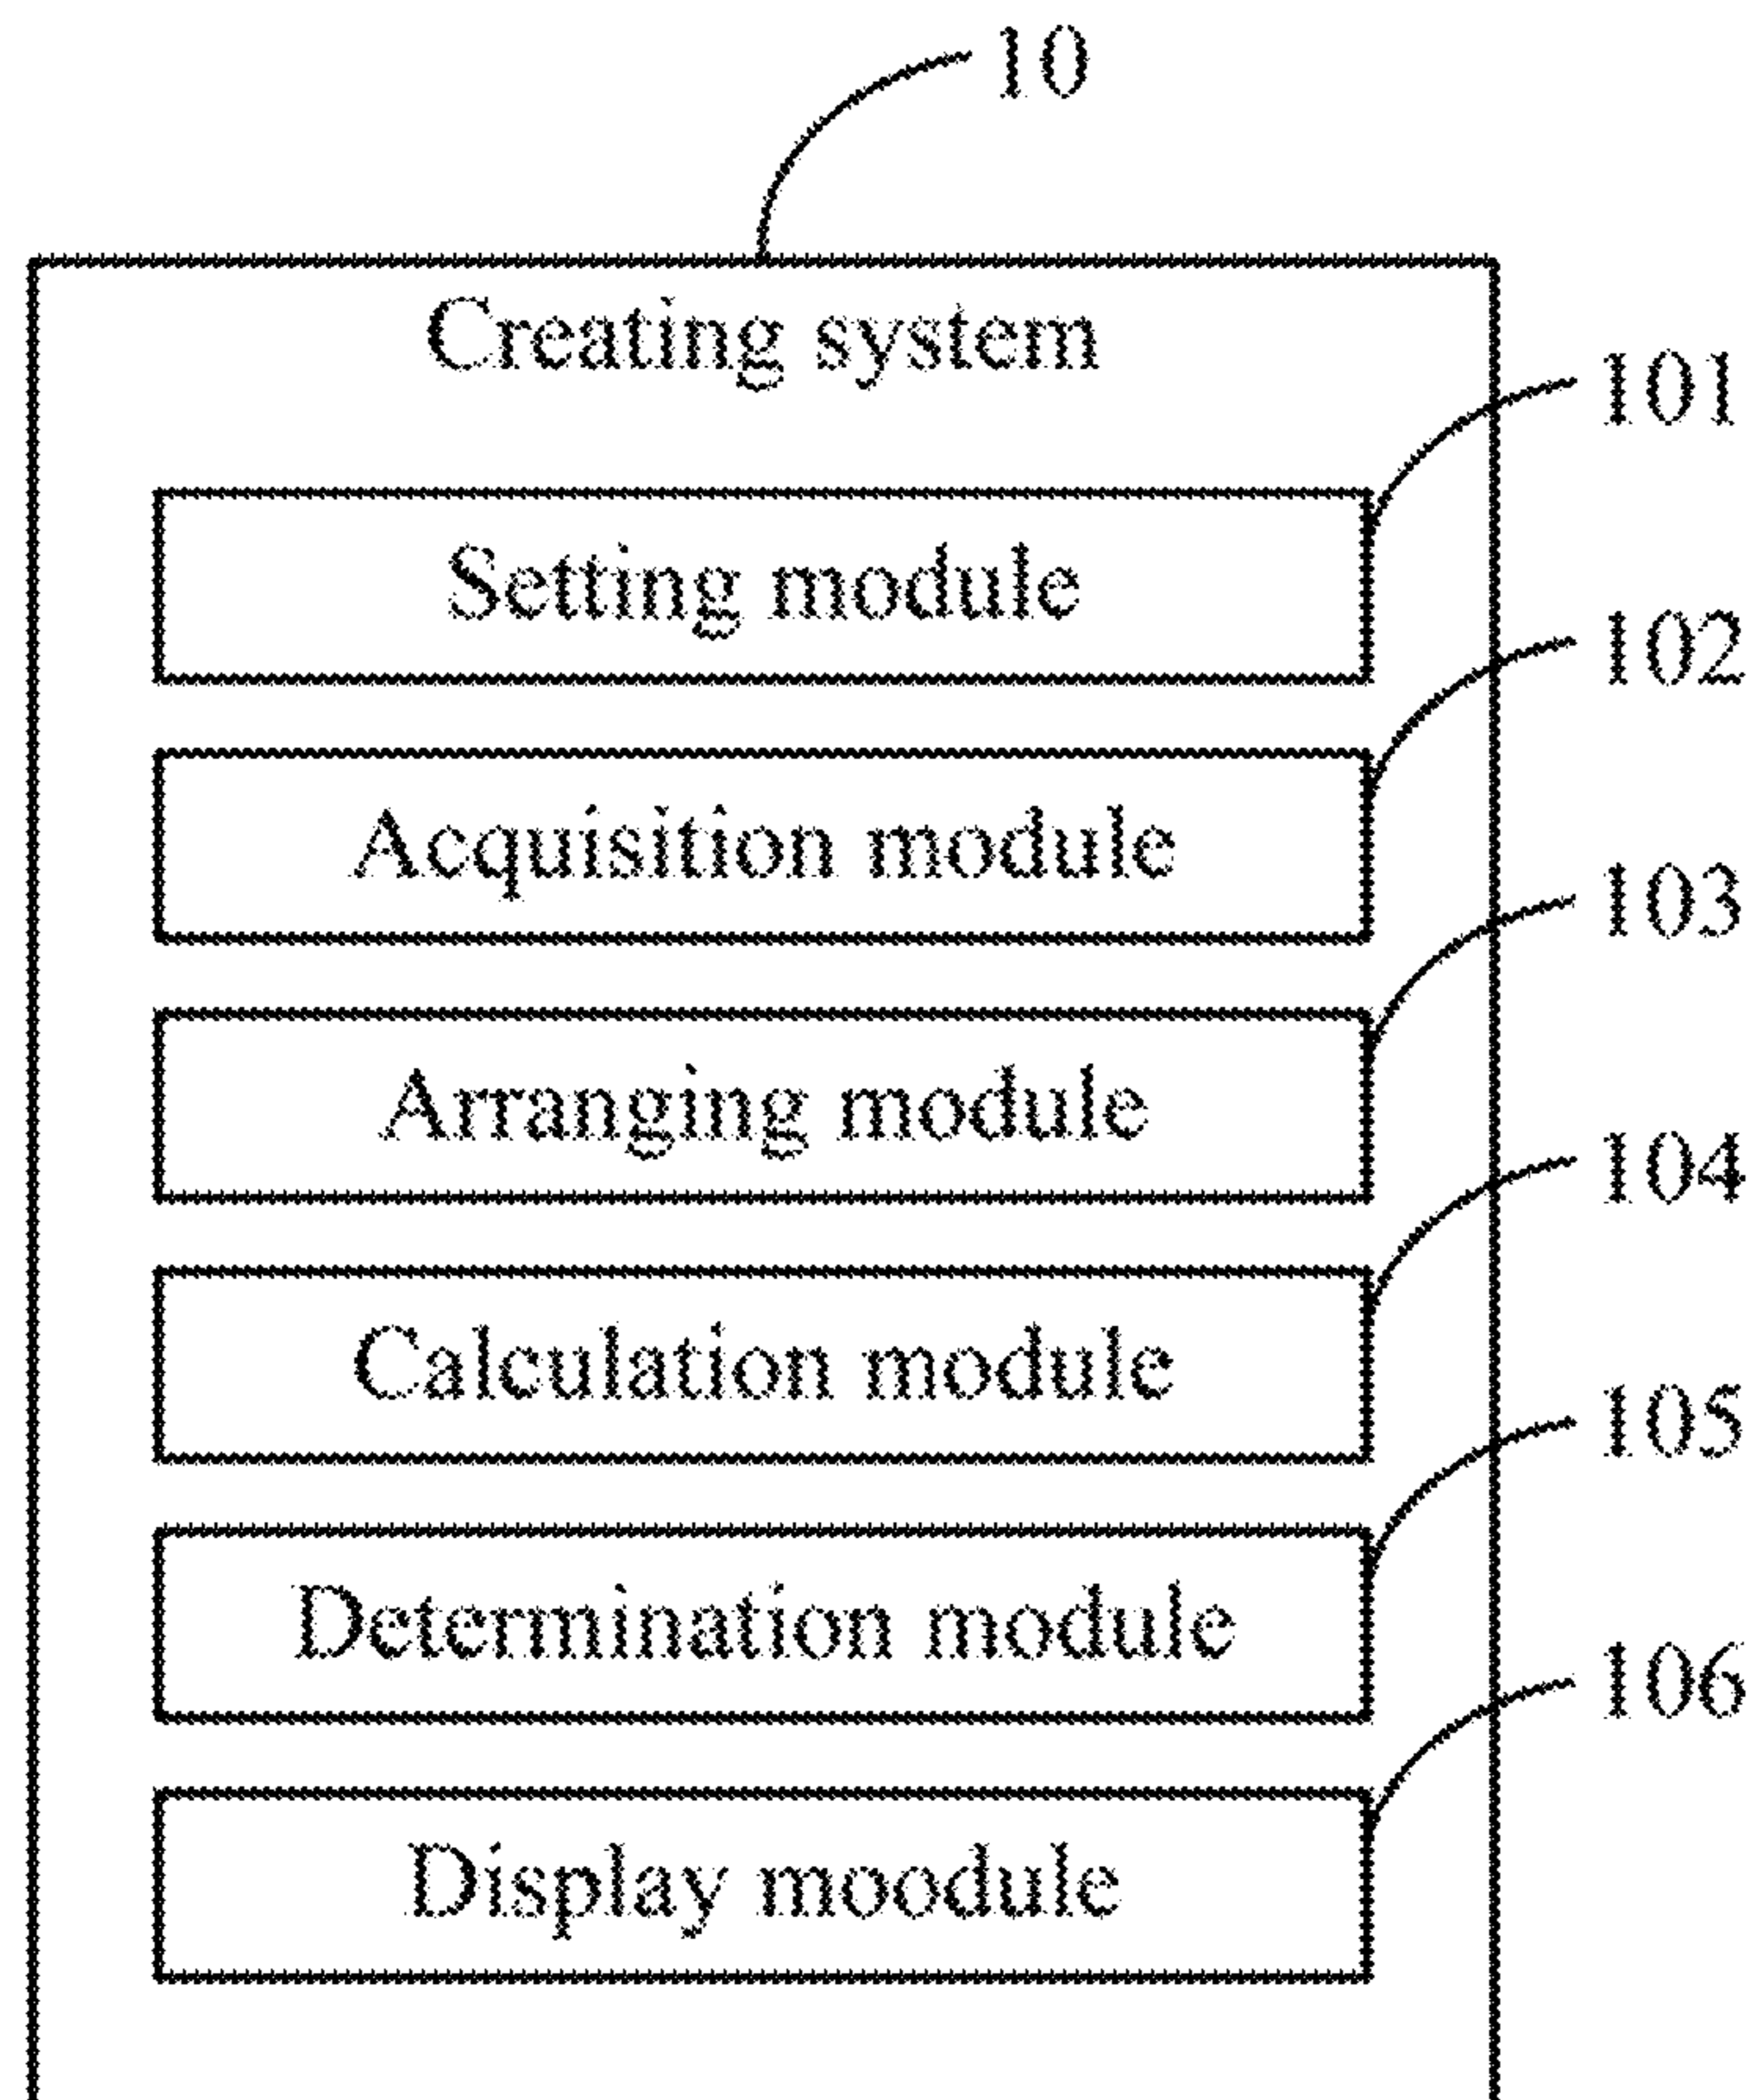 10
Creating system
101
Setting module
102
Acquisition module
103
Arranging module
104
Calculation module
105
Determination module
106
Display moodule